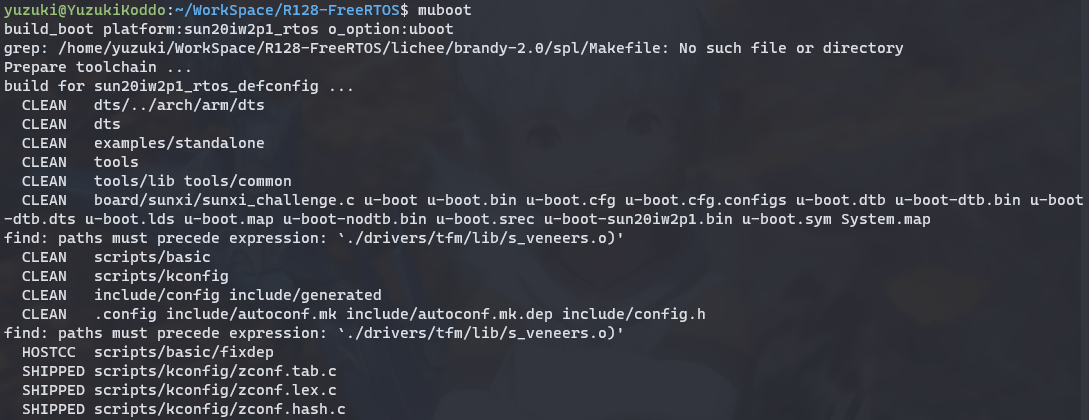 yuzuki@YuzukiKoddo:~/WorkSpace/R128-FreeRTOS$ muboot
build_boot platform:sun20iw2p1_rtos o_option:uboot
grep: /home/yuzuki/WorkSpace/R128-FreeRTOS/lichee/brandy-2.0/spl/Makefile: No such file or directory
Prepare toolchain ...
build for sun20iw2p1_rtos_defconfig ...
  CLEAN   dts/../arch/arm/dts
  CLEAN   dts
  CLEAN   examples/standalone
  CLEAN   tools
  CLEAN   tools/lib tools/common
  CLEAN   board/sunxi/sunxi_challenge.c u-boot u-boot.bin u-boot.cfg u-boot.cfg.configs u-boot.dtb u-boot-dtb.bin u-boot
-dtb.dts u-boot.lds u-boot.map u-boot-nodtb.bin u-boot.srec u-boot-sun20iw2p1.bin u-boot.sym System.map
find: paths must precede expression: `./drivers/tfm/lib/s_veneers.o)'
  CLEAN   scripts/basic
  CLEAN   scripts/kconfig
  CLEAN   include/config include/generated
  CLEAN   .config include/autoconf.mk include/autoconf.mk.dep include/config.h
find: paths must precede expression: `./drivers/tfm/lib/s_veneers.o)'
  HOSTCC  scripts/basic/fixdep
  SHIPPED scripts/kconfig/zconf.tab.c
  SHIPPED scripts/kconfig/zconf.lex.c
  SHIPPED scripts/kconfig/zconf.hash.c